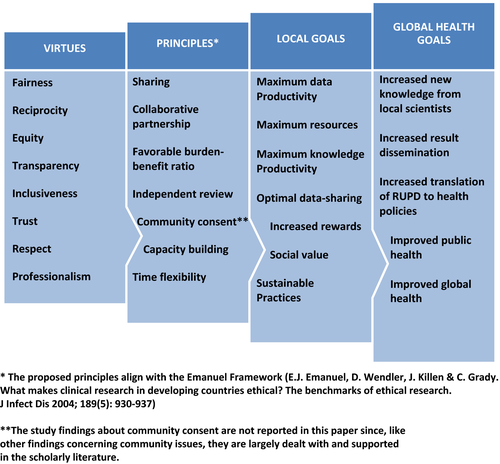 VIRTUES
Fairness
Reciprocity
Equity
Transparency
Inclusiveness
Trust
Respect
Professionalism
PRINCIPLES*
Sharing
Collaborative
partnership
Favorable burden-
benefit ratio
Independent review
Community consent**
Capacity building
Time flexibility
LOCAL GOALS
Maximum data
Productivity
Maximum resources
Maximum knowledge
Productivity
Optimal data-sharing
Increased rewards
Social value
Sustainable
Practices
GLOBAL HEALTH
GOALS
Increased new
knowledge from
local scientists
Increased result
dissemination
Increased translation
of RUPD to health
policies
Improved public
health
Improved global
health
* The proposed principles align with the Emanuel Framework (E.J. Emanuel, D. Wendler, J. Killen & C. Grady.
What makes clinical research in developing countries ethical? The benchmarks of ethical research.
J Infect Dis 2004; 189(5): 930-937)
**The study findings about community consent are not reported in this paper since, like
other findings concerning community issues, they are largely dealt with and supported
in the scholarly literature.